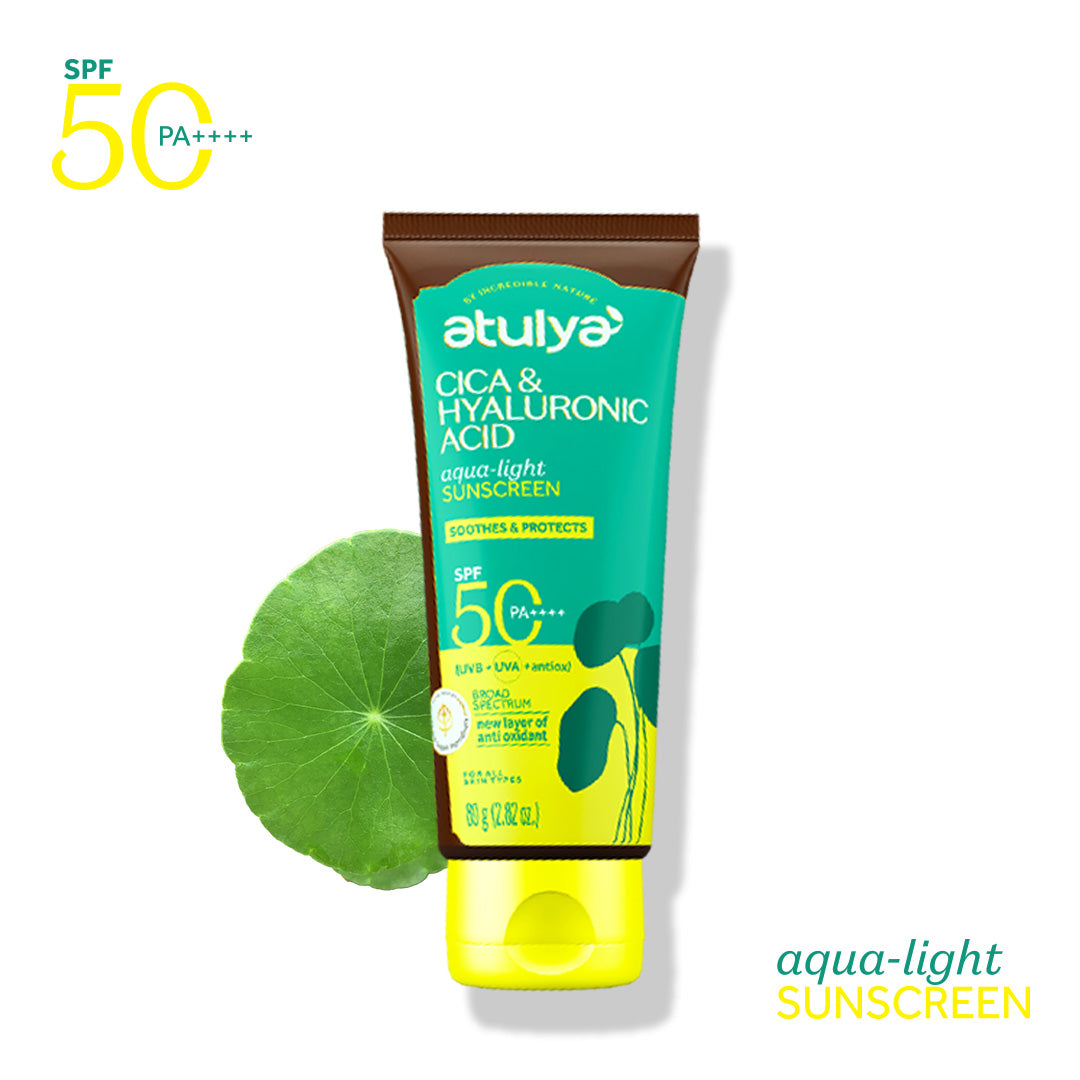 SPF
50
PA++++
BY INCREDIBLE NATURE
atulya
CICA &
HYALURONIC
ACID
aqua-light
SUNSCREEN
SOOTHES & PROTECTS
SPF
50
PA++++
(UVB + UVA + antiox)
BROAD
SPECTRUM
new layer of
anti oxidant
FOR ALL
SKIN TYPES
80 g (2.82 oz.)
aqua-light
SUNSCREEN